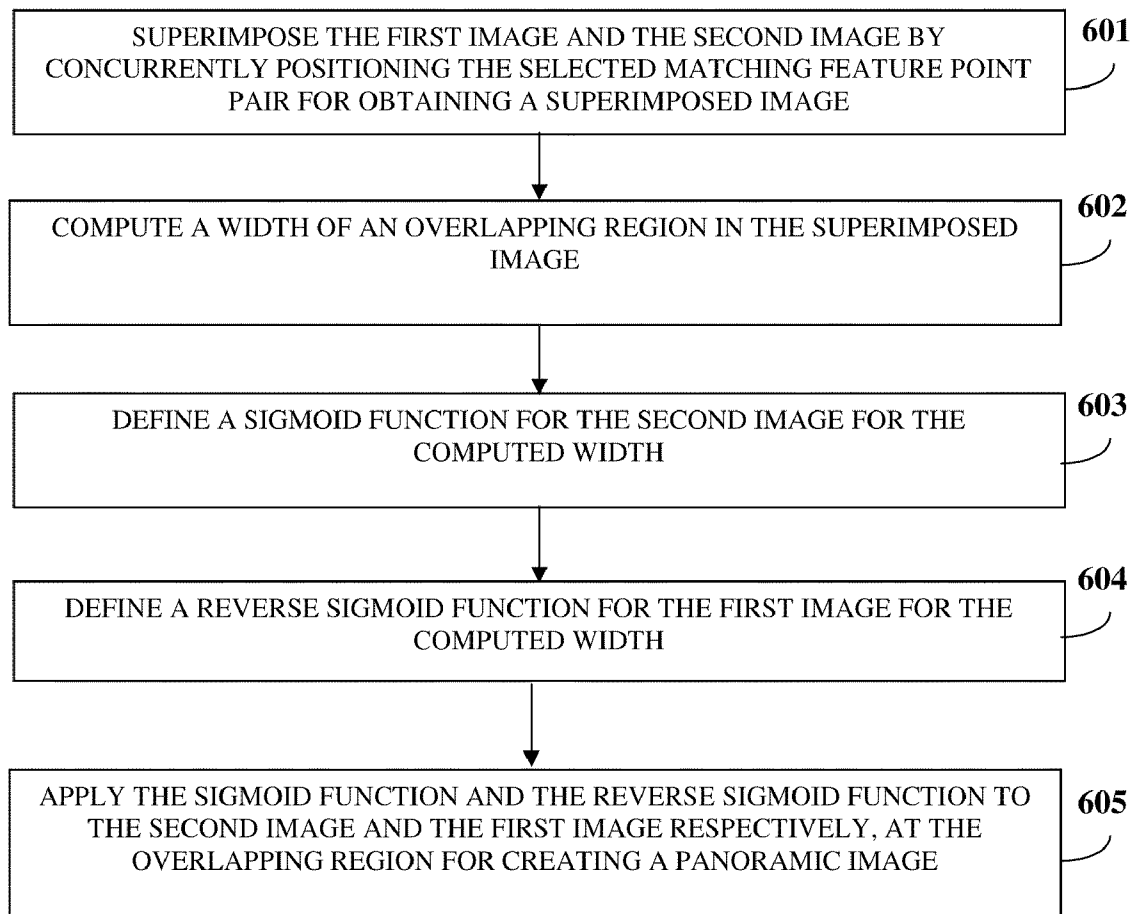 601
SUPERIMPOSE THE FIRST IMAGE AND THE SECOND IMAGE BY
CONCURRENTLY POSITIONING THE SELECTED MATCHING FEATURE POINT
PAIR FOR OBTAINING A SUPERIMPOSED IMAGE
602
COMPUTE A WIDTH OF AN OVERLAPPING REGION IN THE SUPERIMPOSED
IMAGE
603
DEFINE A SIGMOID FUNCTION FOR THE SECOND IMAGE FOR THE
COMPUTED WIDTH
604
DEFINE A REVERSE SIGMOID FUNCTION FOR THE FIRST IMAGE FOR THE
COMPUTED WIDTH
605
APPLY THE SIGMOID FUNCTION AND THE REVERSE SIGMOID FUNCTION TO
THE SECOND IMAGE AND THE FIRST IMAGE RESPECTIVELY, AT THE
OVERLAPPING REGION FOR CREATING A PANORAMIC IMAGE